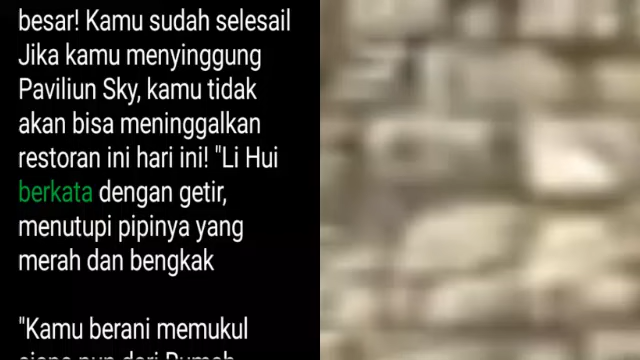 besar! Kamu sudah selesail
Jika kamu menyinggung
Paviliun Sky, kamu tidak
akan bisa meninggalkan
restoran ini hari ini! "Li Hui
berkata dengan getir,
menutupi pipinya yang
merah dan bengkak
"Kamu berani memukul